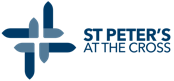 ST PETER'S
AT THE CROSS